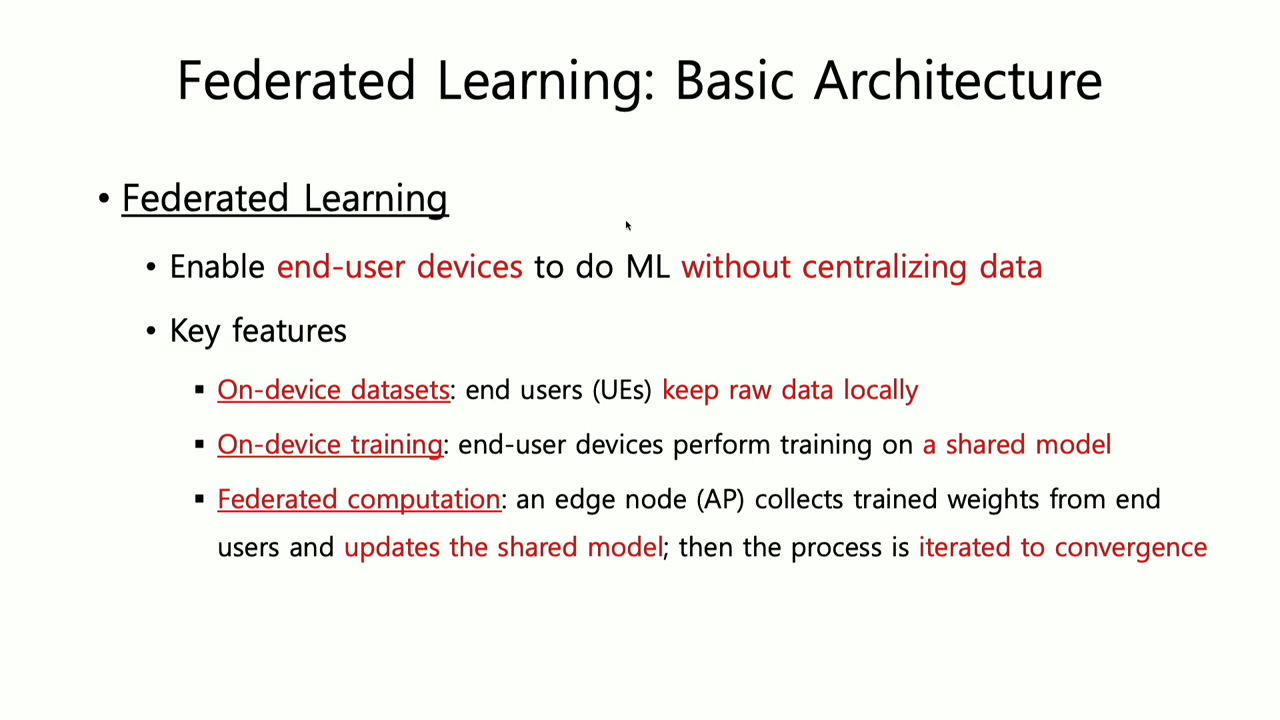 Federated Learning: Basic Architecture
• Federated Learning
• Enable end-user devices to do ML without centralizing data
• Key features
▪ On-device datasets: end users (UEs) keep raw data locally
▪ On-device training: end-user devices perform training on a shared model
▪ Federated computation: an edge node (AP) collects trained weights from end
users and updates the shared model; then the process is iterated to convergence